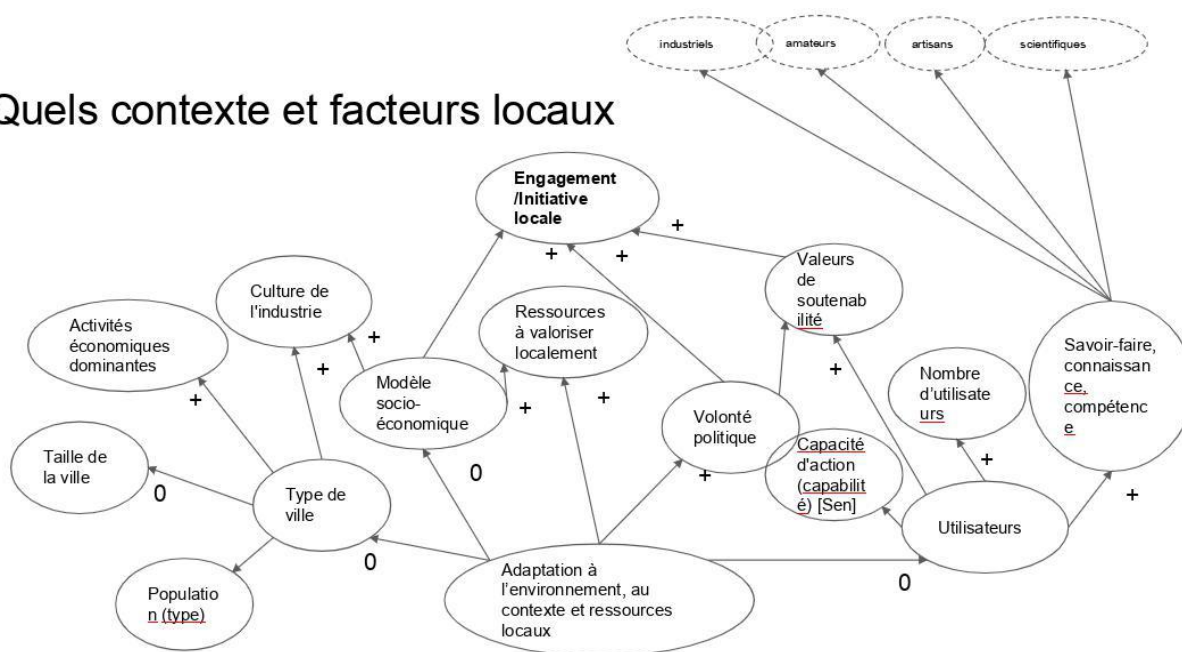 industriels
amateurs
artisans
scientifiques
Quels contexte et facteurs locaux
Engagement
/Initiative
locale
+
+
+
Valeurs
de
soutenab
ilité
Culture de
l'industrie
Ressources
à valoriser
localement
Activités
économiques
dominantes
+
+
+
+
+
+
Modèle
socio-
économique
Volonté
politique
Nombre
d'utilisate
urs
Savoir-faire,
connaissan
ce,
compétenc
e
Taille de
la ville
0
Type de
ville
0
+
Capacité
d'action
(capabilit
é) [Sen]
+
+
Utilisateurs
0
0
Adaptation à
l'environnement, au
contexte et ressources
locaux
Populatio
n (type)